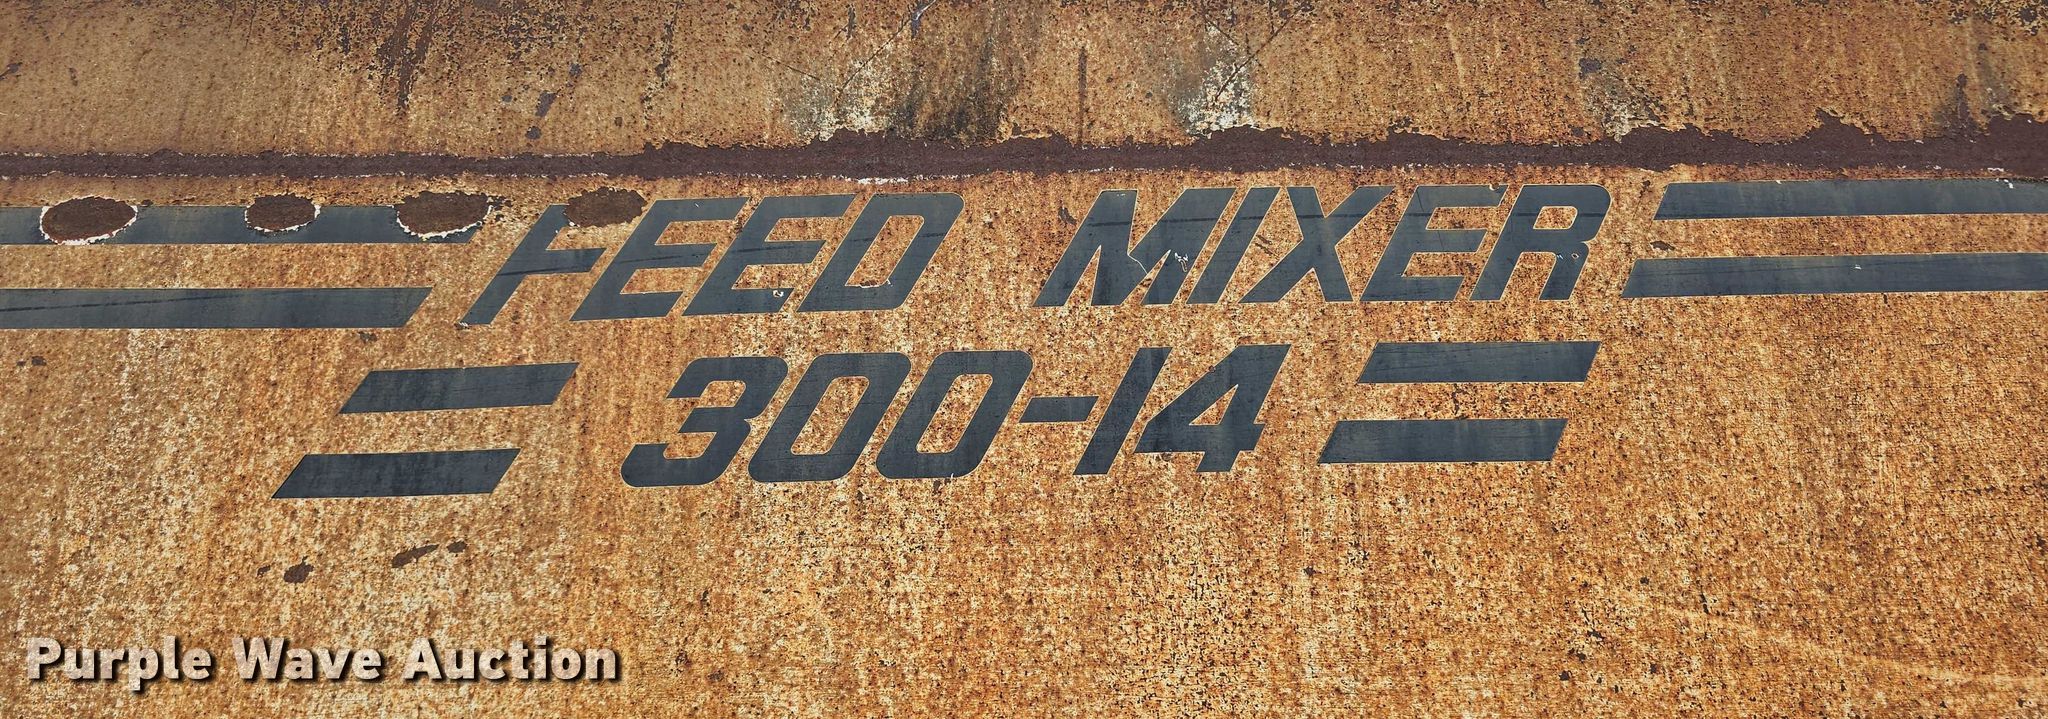 FEED MIXER
300-14
Purple Wave Auction